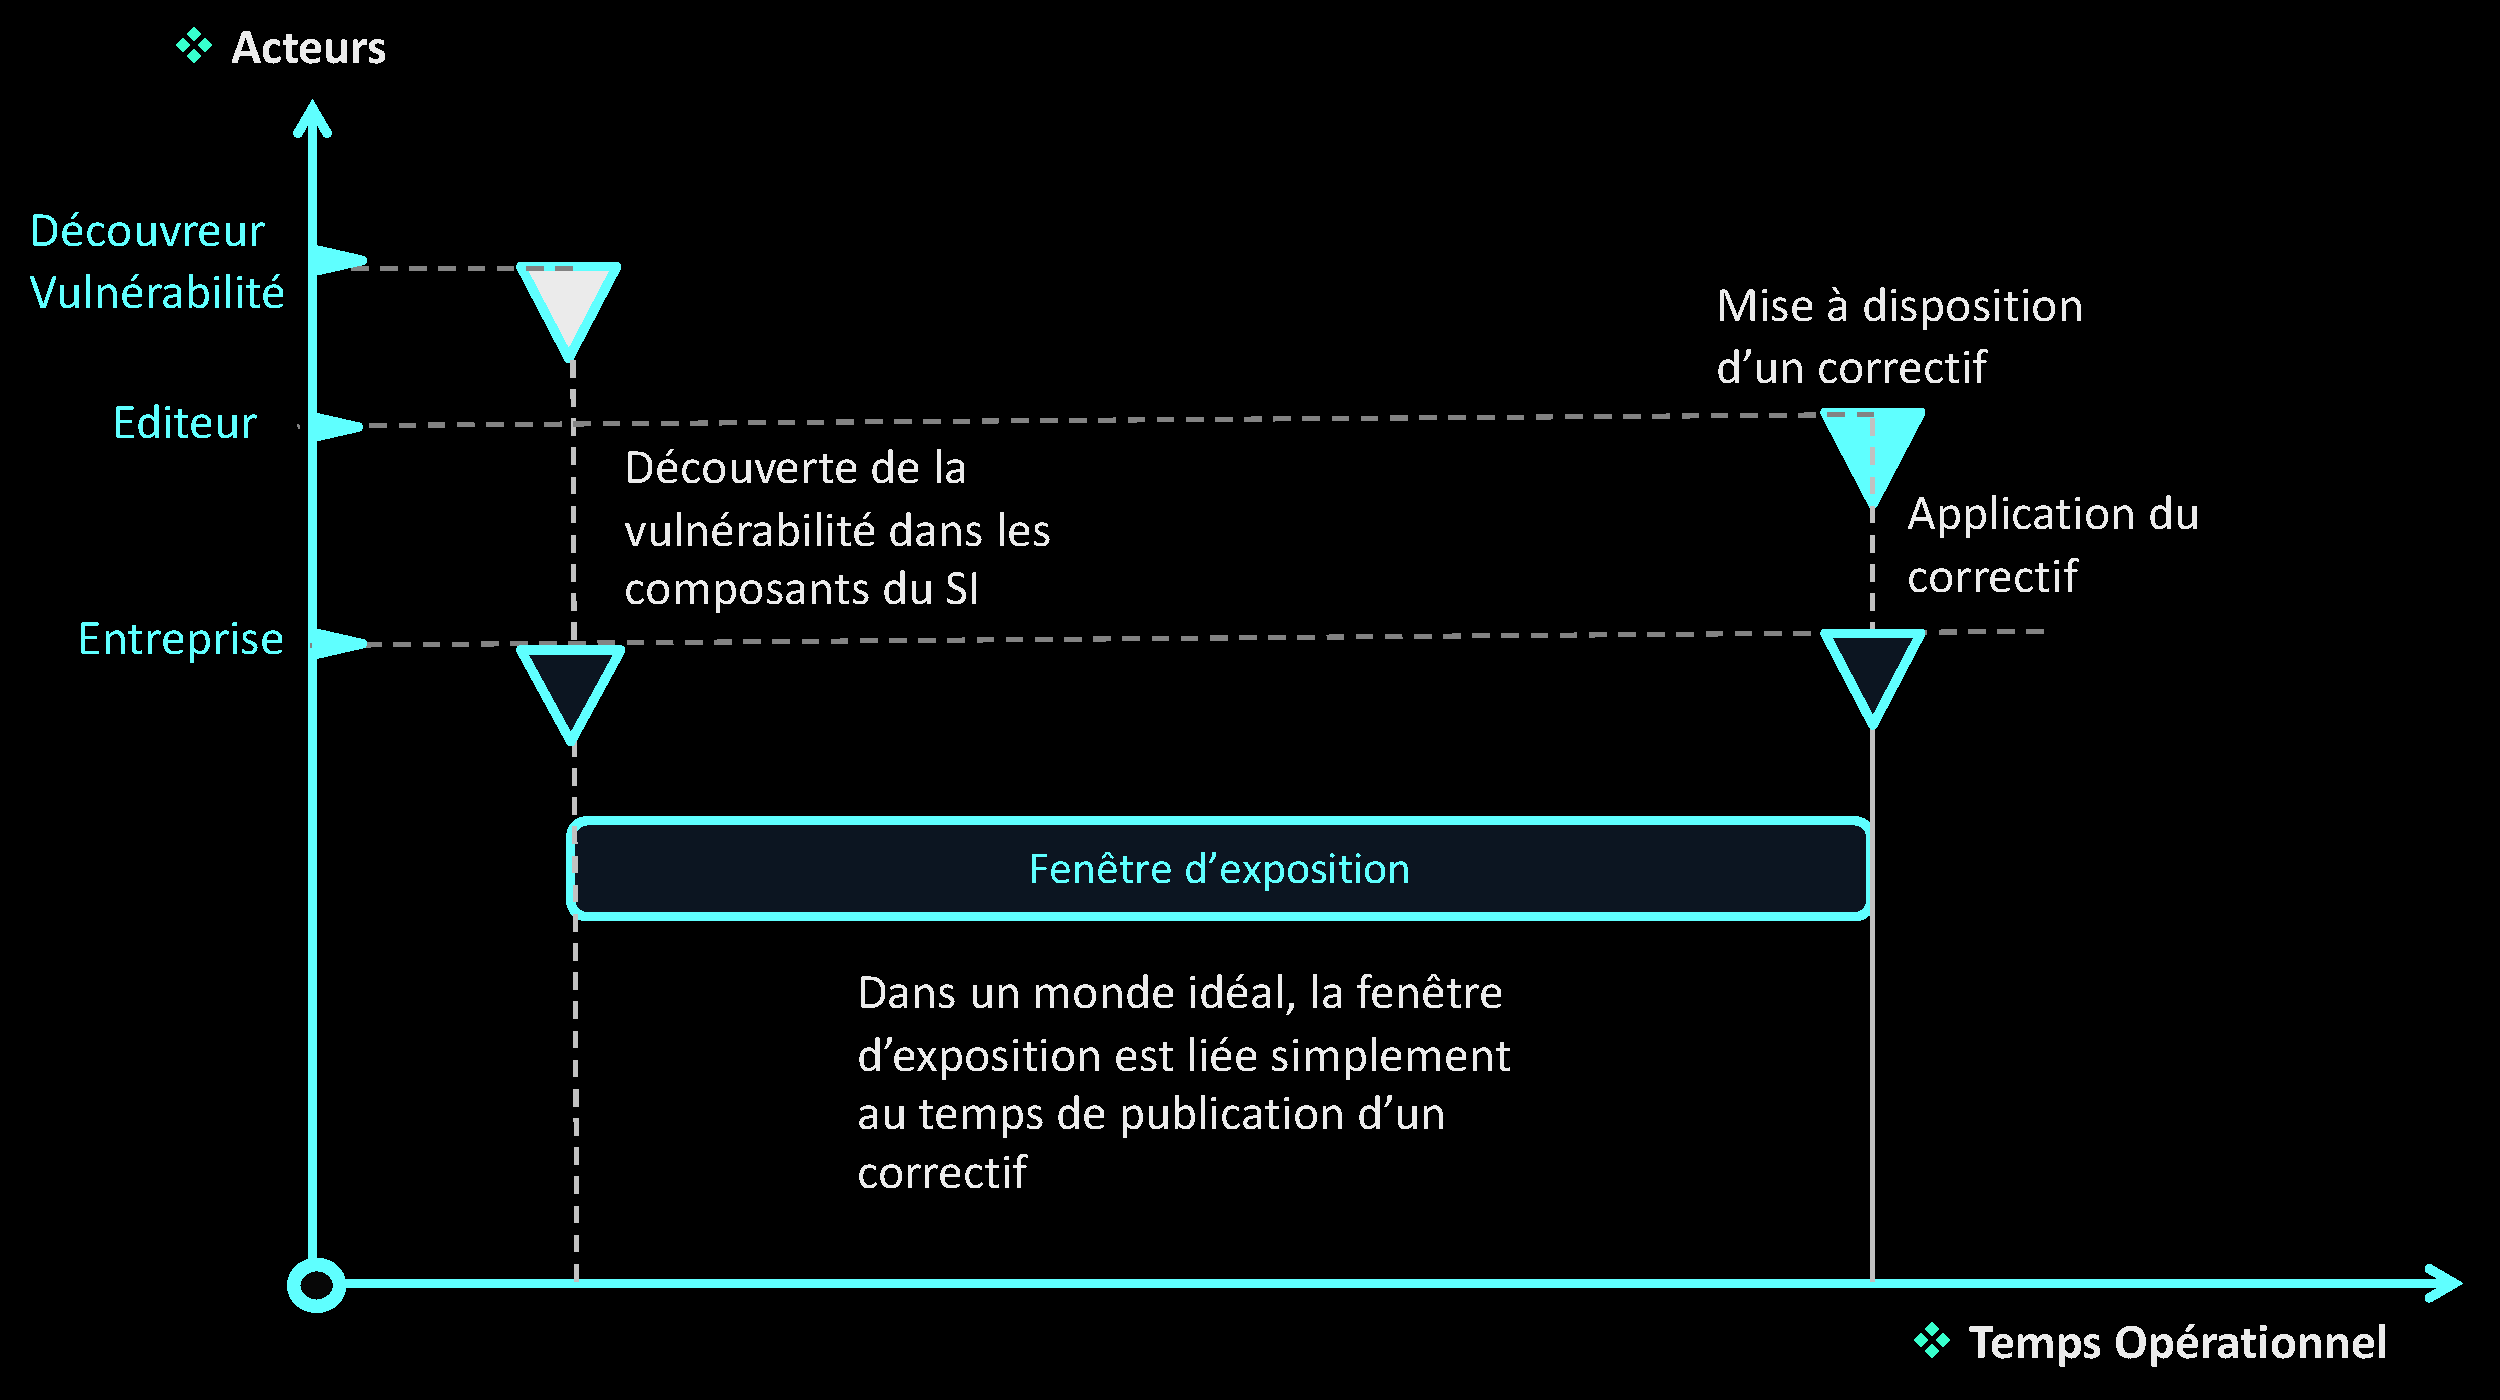 Acteurs
Découvreur
Vulnérabilité
Mise à disposition
d’un correctif
Editeur
Découverte de la
vulnérabilité dans les
composants du SI
Application du
correctif
Entreprise
Fenêtre d’exposition
Dans un monde idéal, la fenêtre
d’exposition est liée simplement
au temps de publication d’un
correctif
Temps Opérationnel